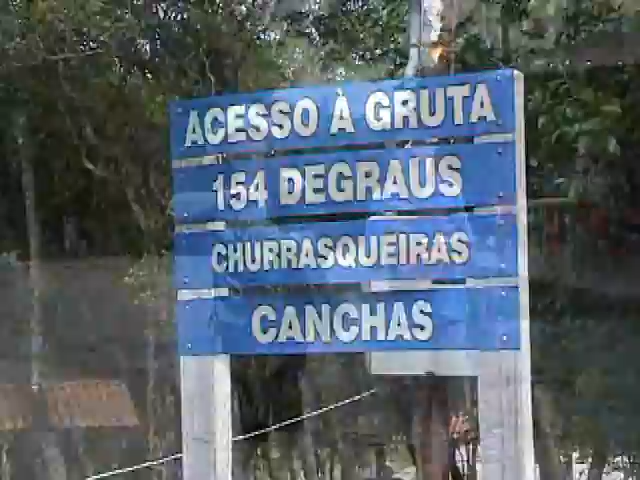 ACESSO À GRUTA
154 DEGRAUS
CHURRASQUEIRAS
CANCHAS